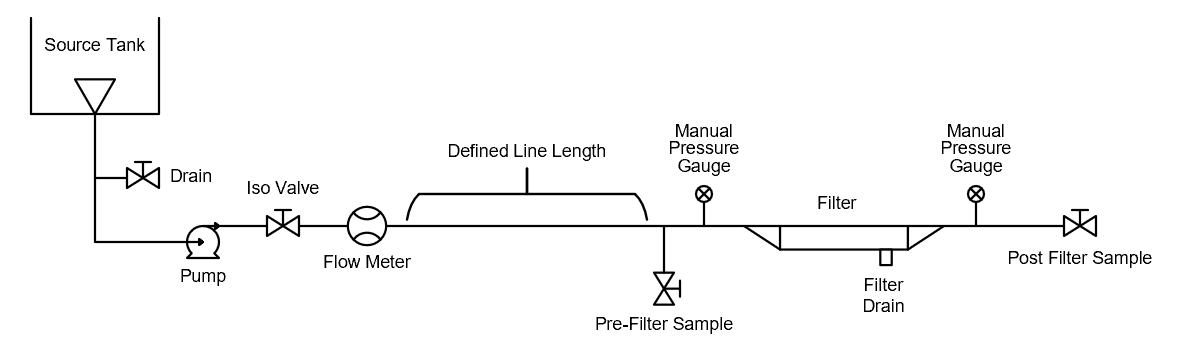 Source Tank
Drain
Iso Valve
Pump
Flow Meter
Defined Line Length
Pre-Filter Sample
Manual
Pressure
Gauge
Filter
Filter
Drain
Manual
Pressure
Gauge
Post Filter Sample